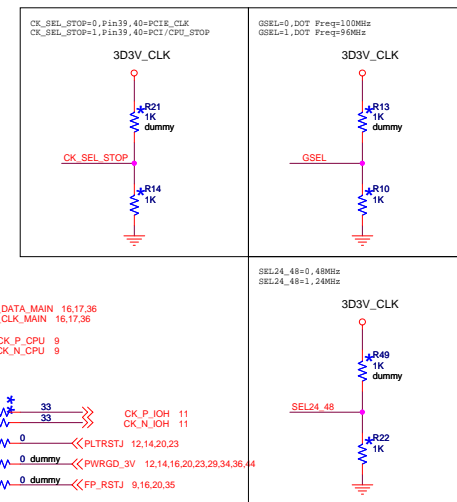 CK_SEL_STOP=0,Pin39,40=PCIE_CLK
CK_SEL_STOP=1,Pin39,40=PCI/CPU_STOP
3D3V_CLK
*R21
1K
dummy
CK_SEL_STOP
*R14
1K
GSEL=0,DOT Freq=100MHz
GSEL=1,DOT Freq=96MHz
3D3V_CLK
*R13
1K
dummy
GSEL
*R10
1K
SEL24_48=0,48MHz
SEL24_48=1,24MHz
3D3V_CLK
*R49
1K
dummy
SEL24_48
*R22
1K
_DATA_MAIN 16,17,36
_CLK_MAIN 16,17,36
CK_P_CPU 9
CK_N_CPU 9
*
*
33 CK_P_IOH 11
33 CK_N_IOH 11
0 PLTRSTJ 12,14,20,23
0 dummy PWRGD_3V 12,14,16,20,23,29,34,36,44
0 dummy FP_RSTJ 9,16,20,35